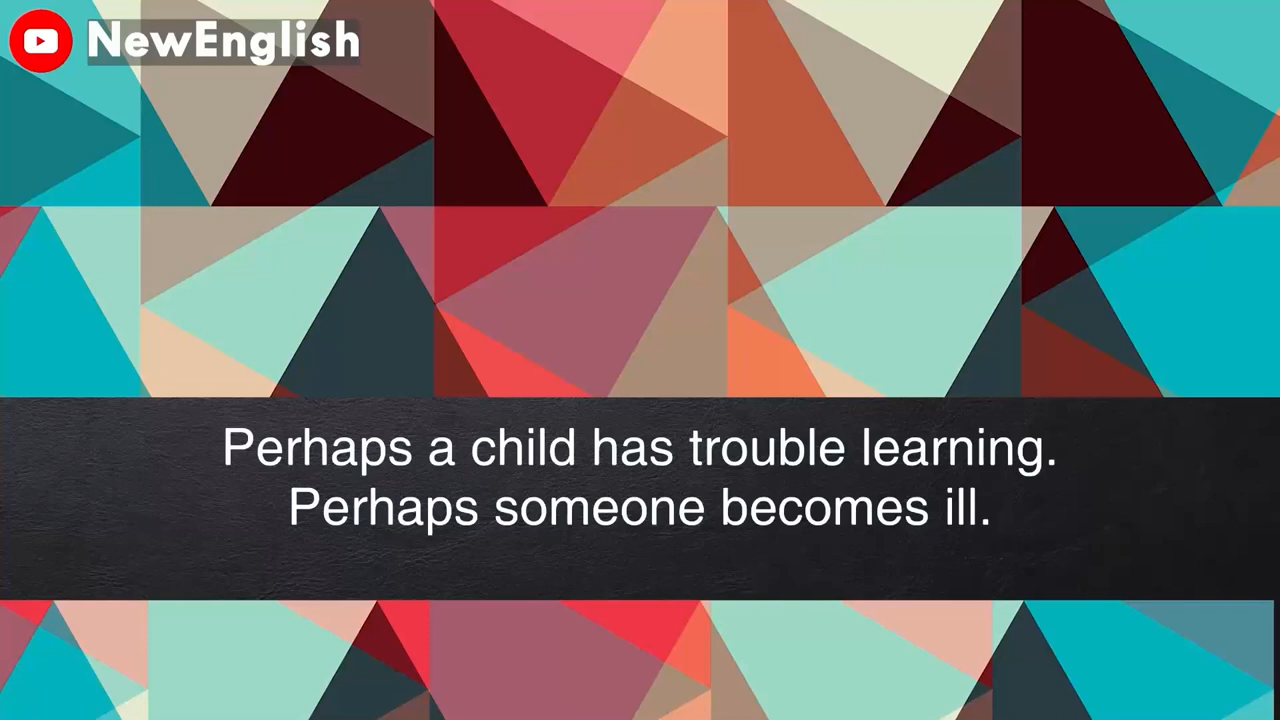 NewEnglish
Perhaps a child has trouble learning.
Perhaps someone becomes ill.